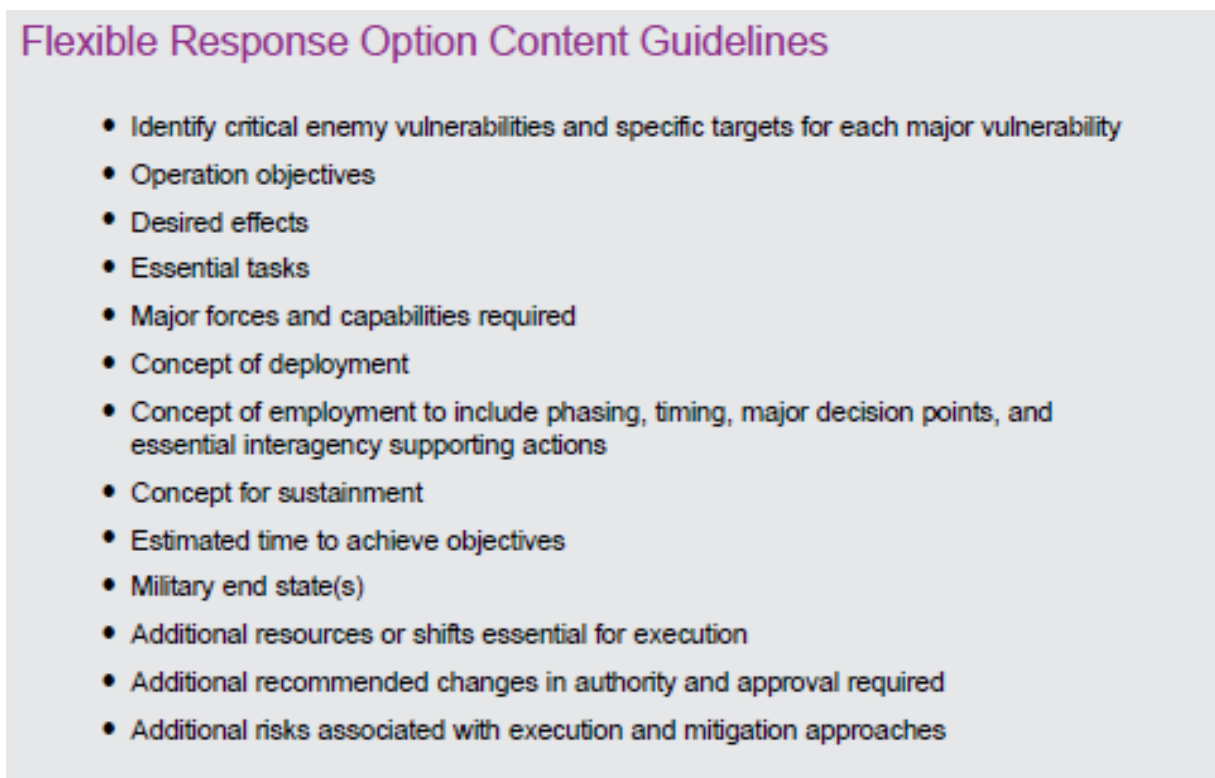 Flexible Response Option Content Guidelines
• Identify critical enemy vulnerabilities and specific targets for each major vulnerability
• Operation objectives
• Desired effects
• Essential tasks
• Major forces and capabilities required
• Concept of deployment
• Concept of employment to include phasing, timing, major decision points, and
essential interagency supporting actions
• Concept for sustainment
• Estimated time to achieve objectives
• Military end state(s)
• Additional resources or shifts essential for execution
• Additional recommended changes in authority and approval required
• Additional risks associated with execution and mitigation approaches